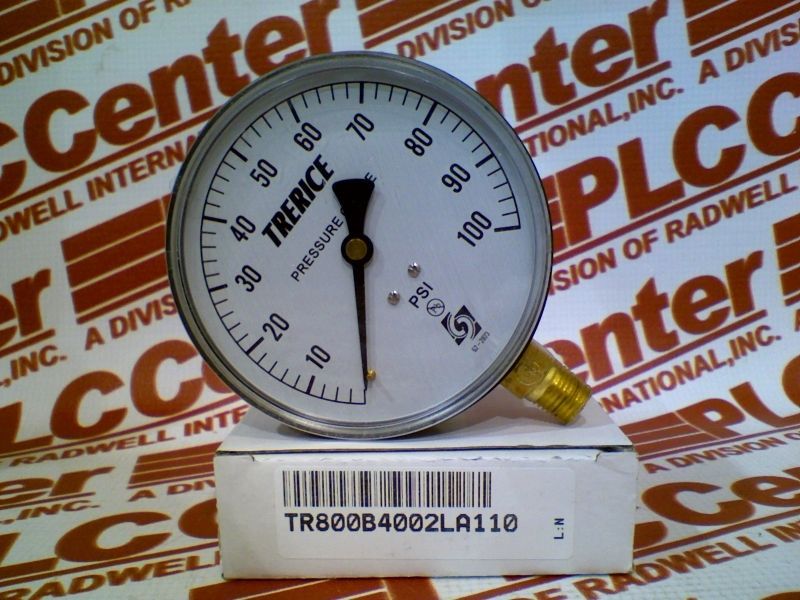 PLCCenter
A DIVISION OF RADWELL INTERNATIONAL, INC.
TRERICE
PRESSURE
PSI
10
20
30
40
50
60
70
80
90
100
TR800B4002LA110
L:N